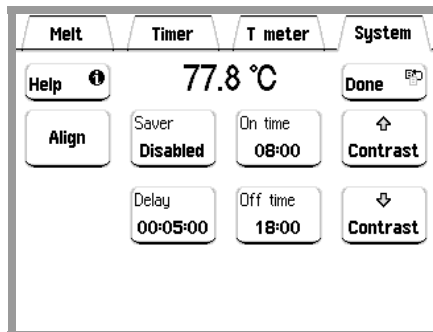 Melt Timer T meter System
Help 77.8 °C Done
Align Saver Disabled On time 08:00 Contrast
Delay 00:05:00 Off time 18:00 Contrast